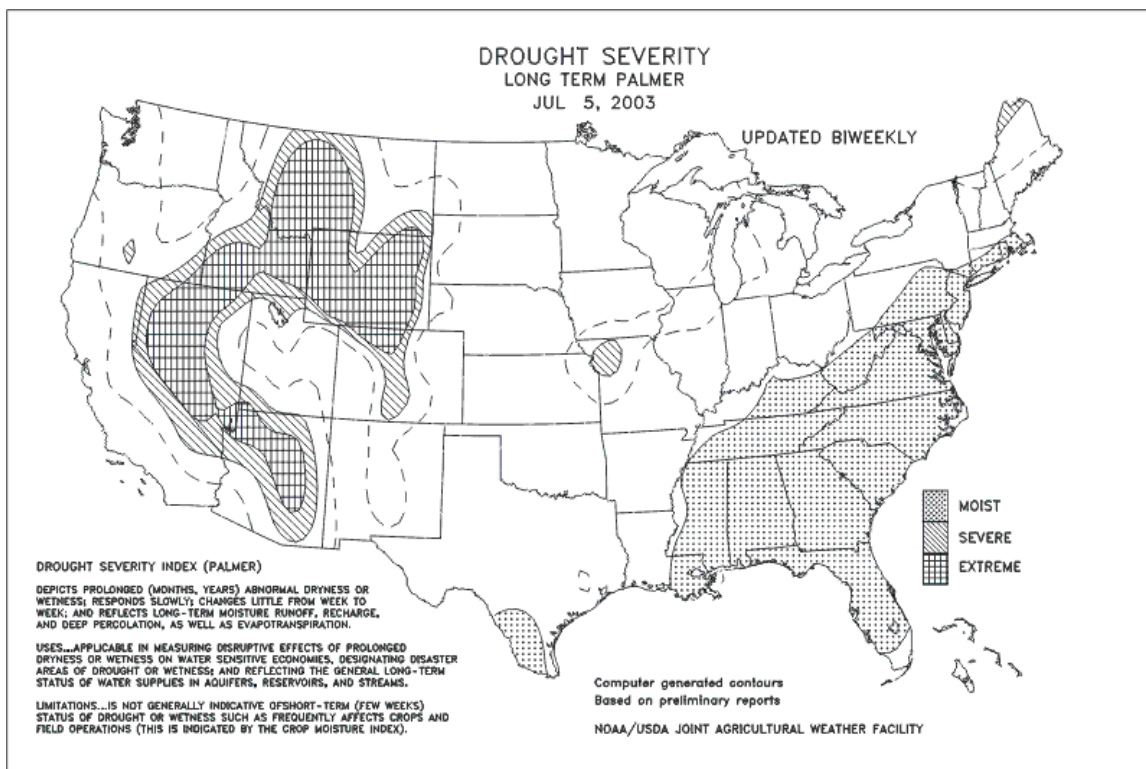 DROUGHT SEVERITY
LONG TERM PALMER
JUL 5, 2003
UPDATED BIWEEKLY
MOIST
SEVERE
EXTREME
DROUGHT SEVERITY INDEX (PALMER)
DEPICTS PROLONGED (MONTHS, YEARS) ABNORMAL DRYNESS OR
WETNESS; RESPONDS SLOWLY; CHANGES LITTLE FROM WEEK TO
WEEK; AND REFLECTS LONG-TERM MOISTURE RUNOFF, RECHARGE,
AND DEEP PERCOLATION, AS WELL AS EVAPOTRANSPIRATION.
USES...APPLICABLE IN MEASURING DISRUPTIVE EFFECTS OF PROLONGED
DRYNESS OR WETNESS ON WATER SENSITIVE ECONOMIES, DESIGNATING DISASTER
AREAS OF DROUGHT OR WETNESS; AND REFLECTING THE GENERAL LONG-TERM
STATUS OF WATER SUPPLIES IN AQUIFERS, RESERVOIRS, AND STREAMS.
LIMITATIONS...IS NOT GENERALLY INDICATIVE OFSHORT-TERM (FEW WEEKS)
STATUS OF DROUGHT OR WETNESS SUCH AS FREQUENTLY AFFECTS CROPS AND
FIELD OPERATIONS (THIS IS INDICATED BY THE CROP MOISTURE INDEX).
Computer generated contours
Based on preliminary reports
NOAA/USDA JOINT AGRICULTURAL WEATHER FACILITY